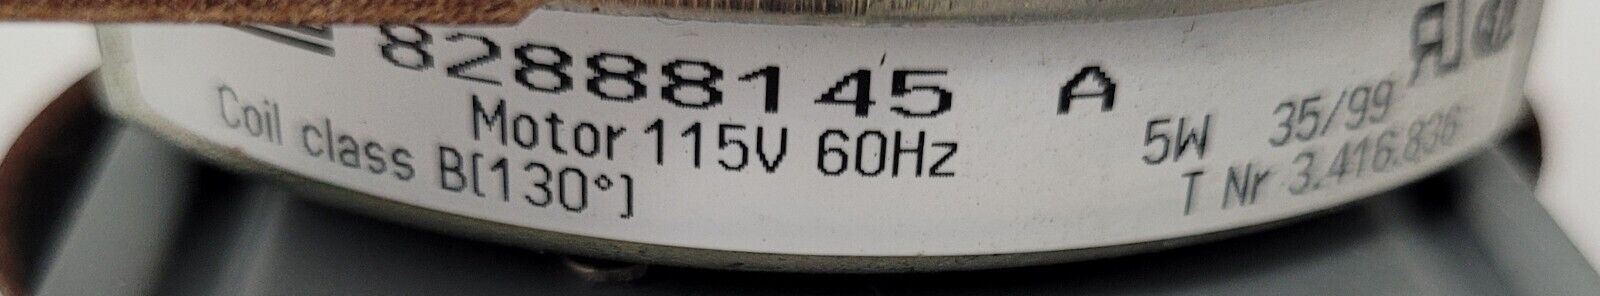 82888145 A
Motor 115V 60Hz 5W 35/99
Coil class B[130°] T Nr 3.416.836